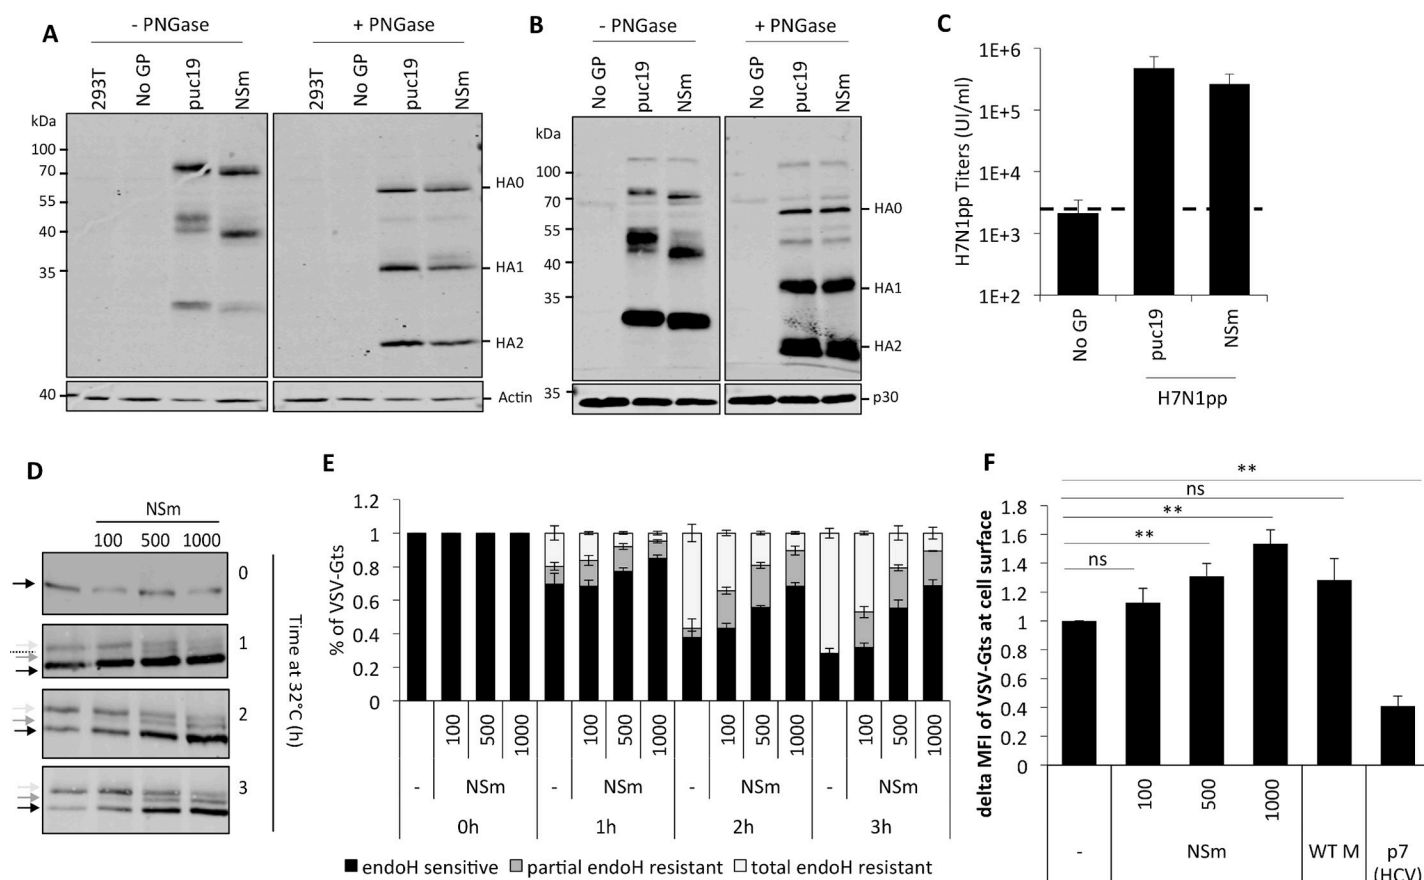 A
- PNGase
+ PNGase
293T
No GP
puc19
NSm
293T
No GP
puc19
NSm
kDa
100
70
55
40
35
HA0
HA1
HA2
40
Actin
B
- PNGase
+ PNGase
No GP
puc19
NSm
No GP
puc19
NSm
kDa
100
70
55
40
35
HA0
HA1
HA2
35
p30
C
H7N1pp Titers (UI/ml)
1E+6
1E+5
1E+4
1E+3
1E+2
No GP
puc19
NSm
H7N1pp
D
NSm
100 500 1000
0
1
2
3
Time at 32°C (h)
E
% of VSV-Gts
1.2
1
0.8
0.6
0.4
0.2
0
- 100 500 1000 - 100 500 1000 - 100 500 1000 - 100 500 1000
NSm NSm NSm NSm
0h 1h 2h 3h
endoH sensitive partial endoH resistant total endoH resistant
F
delta MFI of VSV-Gts at cell surface
**
ns
**
**
ns
1.8
1.6
1.4
1.2
1
0.8
0.6
0.4
0.2
0
100 500 1000
- NSm WT M p7
(HCV)